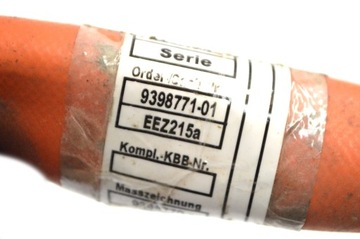 Serie
9398771-01
EEZ215a
Kompl.-KBB-Nr.
Masszeichnung